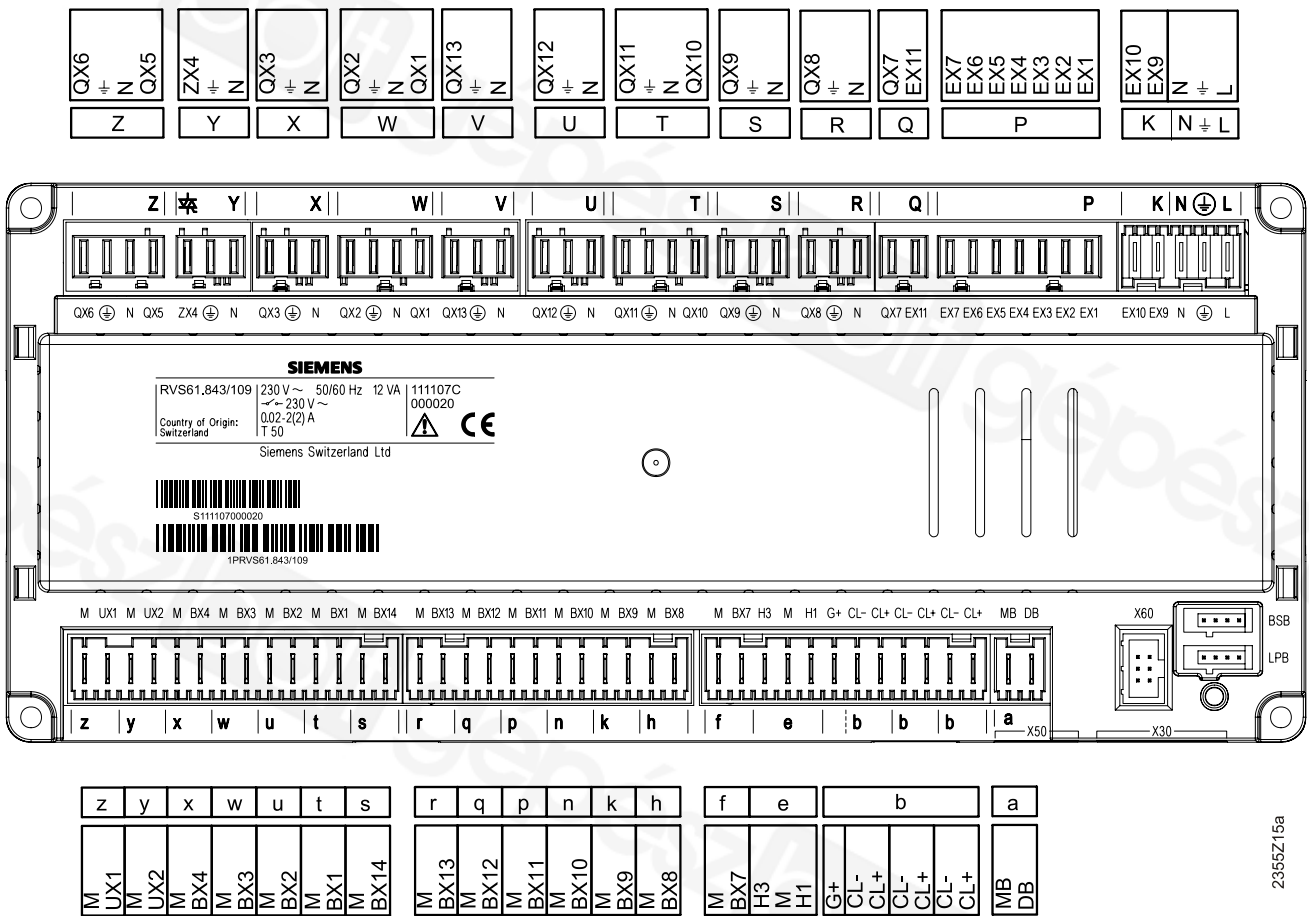 QX6 ⏚ N QX5 ZX4 ⏚ N QX3 ⏚ N QX2 ⏚ N QX1 QX13 ⏚ N QX12 ⏚ N QX11 ⏚ N QX10 QX9 ⏚ N QX8 ⏚ N QX7 EX11 EX7 EX6 EX5 EX4 EX3 EX2 EX1 EX10 EX9 N ⏚ L
Z Y X W V U T S R Q P K N ⏚ L
Z Y X W V U T S R Q P K N ⏚ L
QX6 ⏚ N QX5 ZX4 ⏚ N QX3 ⏚ N QX2 ⏚ N QX1 QX13 ⏚ N QX12 ⏚ N QX11 ⏚ N QX10 QX9 ⏚ N QX8 ⏚ N QX7 EX11 EX7 EX6 EX5 EX4 EX3 EX2 EX1 EX10 EX9 N ⏚ L
SIEMENS
RVS61.843/109 230 V ~ 50/60 Hz 12 VA 111107C
230 V ~ 000020
Country of Origin: 0.02-2(2) A
Switzerland T 50 CE
Siemens Switzerland Ltd
S111107000020
1PRVS61.843/109
M UX1 M UX2 M BX4 M BX3 M BX2 M BX1 M BX14 M BX13 M BX12 M BX11 M BX10 M BX9 M BX8 M BX7 H3 M H1 G+ CL- CL+ CL- CL+ CL- CL+ MB DB X60 BSB
LPB
z y x w u t s r q p n k h f e b b b a
X50 X30
z y x w u t s r q p n k h f e b a
M UX1 M UX2 M BX4 M BX3 M BX2 M BX1 M BX14 M BX13 M BX12 M BX11 M BX10 M BX9 M BX8 M BX7 H3 M H1 G+ CL- CL+ CL- CL+ CL- CL+ MB DB
2355Z15a
bolt gépész